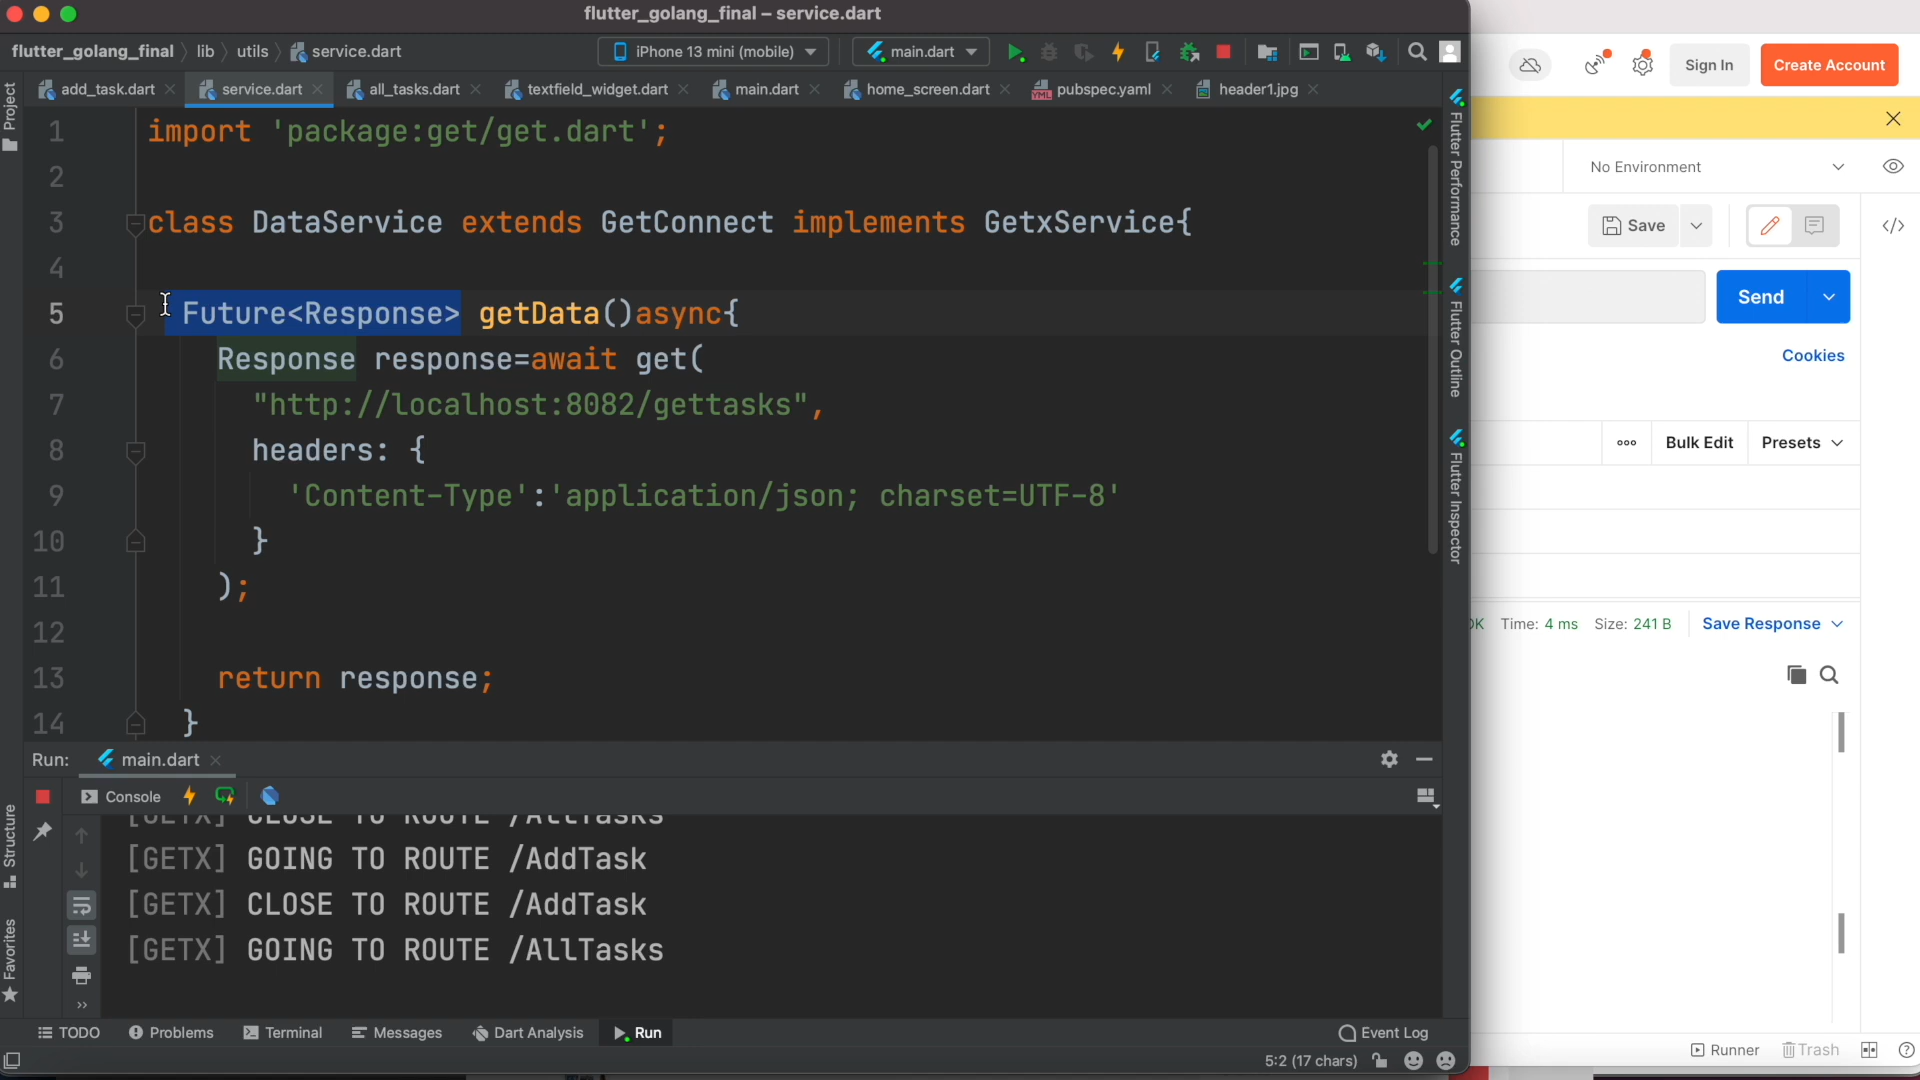 flutter_golang_final – service.dart
flutter_golang_final lib utils service.dart
iPhone 13 mini (mobile) main.dart
add_task.dart service.dart all_tasks.dart textfield_widget.dart main.dart home_screen.dart pubspec.yaml header1.jpg
Project
1 import 'package:get/get.dart';
2
3 class DataService extends GetConnect implements GetxService{
4
5 Future<Response> getData()async{
6 Response response=await get(
7 "http://localhost:8082/gettasks",
8 headers: {
9 'Content-Type':'application/json; charset=UTF-8'
10 }
11 );
12
13 return response;
14 }
Flutter Performance
Flutter Outline
Flutter Inspector
Run: main.dart
Console
[GETX] CLOSE TO ROUTE /AllTasks
[GETX] GOING TO ROUTE /AddTask
[GETX] CLOSE TO ROUTE /AddTask
[GETX] GOING TO ROUTE /AllTasks
Structure
Favorites
TODO Problems Terminal Messages Dart Analysis Run Event Log
5:2 (17 chars)
Sign In Create Account
No Environment
Save
Send
Cookies
Bulk Edit Presets
OK Time: 4 ms Size: 241 B Save Response
Runner Trash